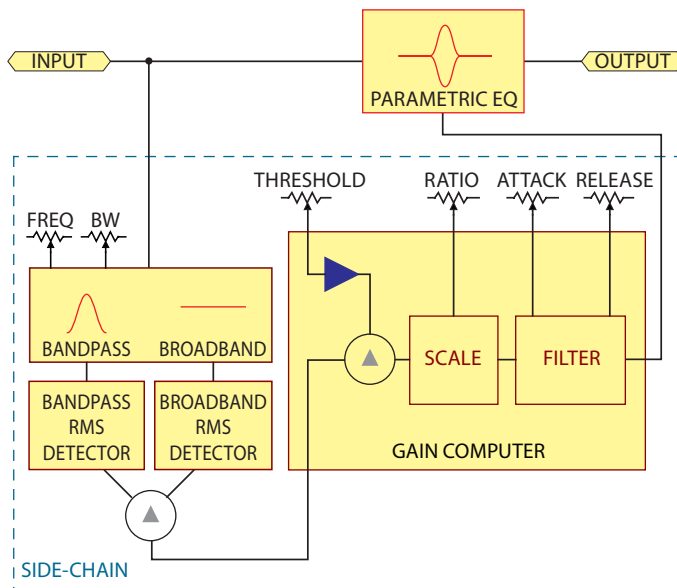 INPUT
OUTPUT
PARAMETRIC EQ
THRESHOLD
RATIO
ATTACK
RELEASE
FREQ
BW
BANDPASS
BROADBAND
SCALE
FILTER
BANDPASS
RMS
DETECTOR
BROADBAND
RMS
DETECTOR
GAIN COMPUTER
SIDE-CHAIN